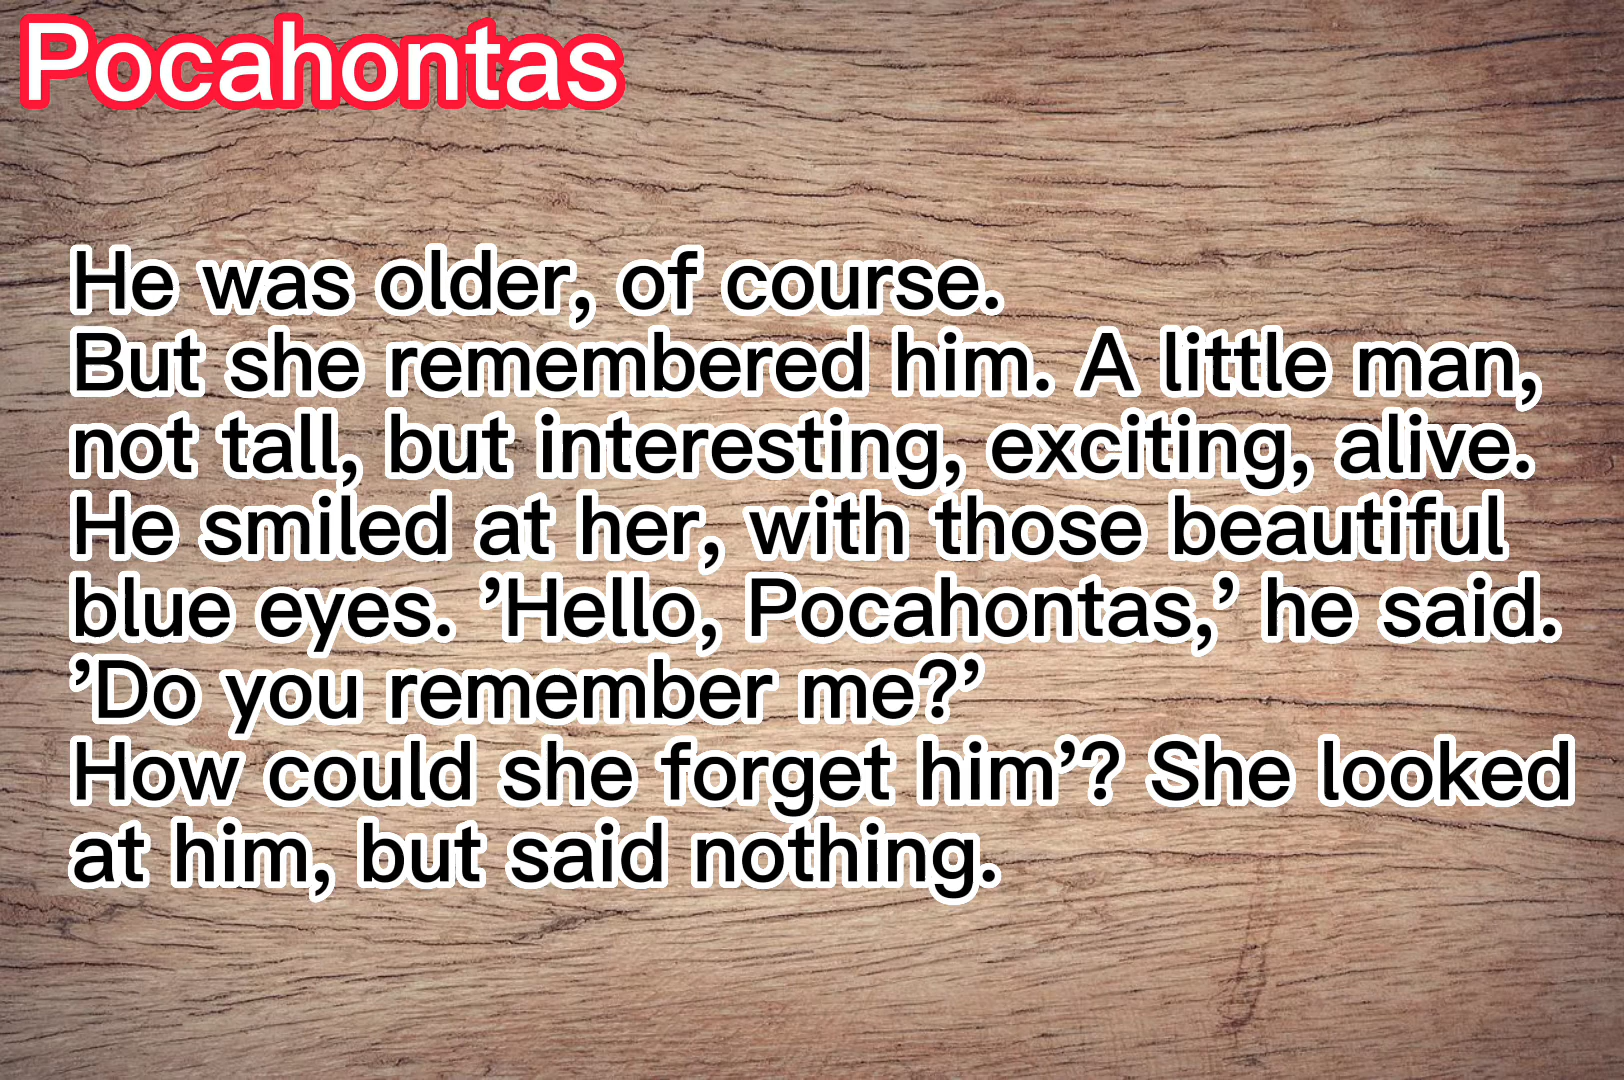 Pocahontas
He was older, of course.
But she remembered him. A little man,
not tall, but interesting, exciting, alive.
He smiled at her, with those beautiful
blue eyes. ’Hello, Pocahontas,’ he said.
’Do you remember me?’
How could she forget him’? She looked
at him, but said nothing.